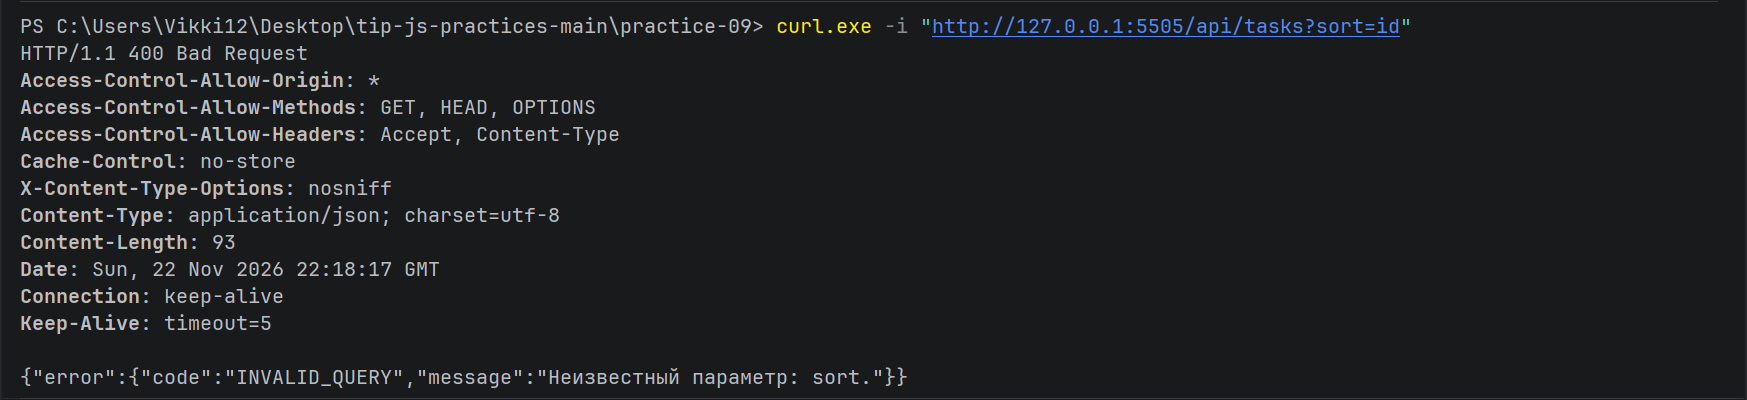 PS C:\Users\Vikki12\Desktop\tip-js-practices-main\practice-09> curl.exe -i "http://127.0.0.1:5505/api/tasks?sort=id"
HTTP/1.1 400 Bad Request
Access-Control-Allow-Origin: *
Access-Control-Allow-Methods: GET, HEAD, OPTIONS
Access-Control-Allow-Headers: Accept, Content-Type
Cache-Control: no-store
X-Content-Type-Options: nosniff
Content-Type: application/json; charset=utf-8
Content-Length: 93
Date: Sun, 22 Nov 2026 22:18:17 GMT
Connection: keep-alive
Keep-Alive: timeout=5
{"error":{"code":"INVALID_QUERY","message":"Неизвестный параметр: sort."}}